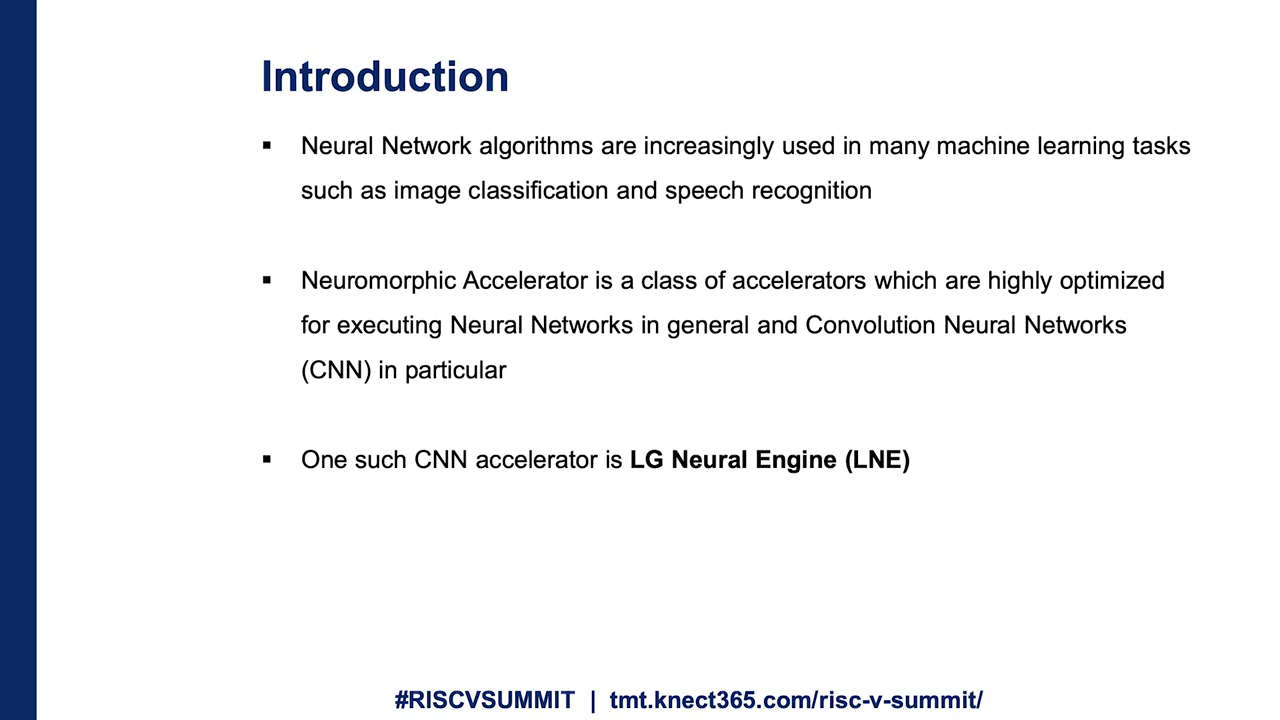 Introduction
▪ Neural Network algorithms are increasingly used in many machine learning tasks
such as image classification and speech recognition
▪ Neuromorphic Accelerator is a class of accelerators which are highly optimized
for executing Neural Networks in general and Convolution Neural Networks
(CNN) in particular
▪ One such CNN accelerator is LG Neural Engine (LNE)
#RISCVSUMMIT | tmt.knect365.com/risc-v-summit/